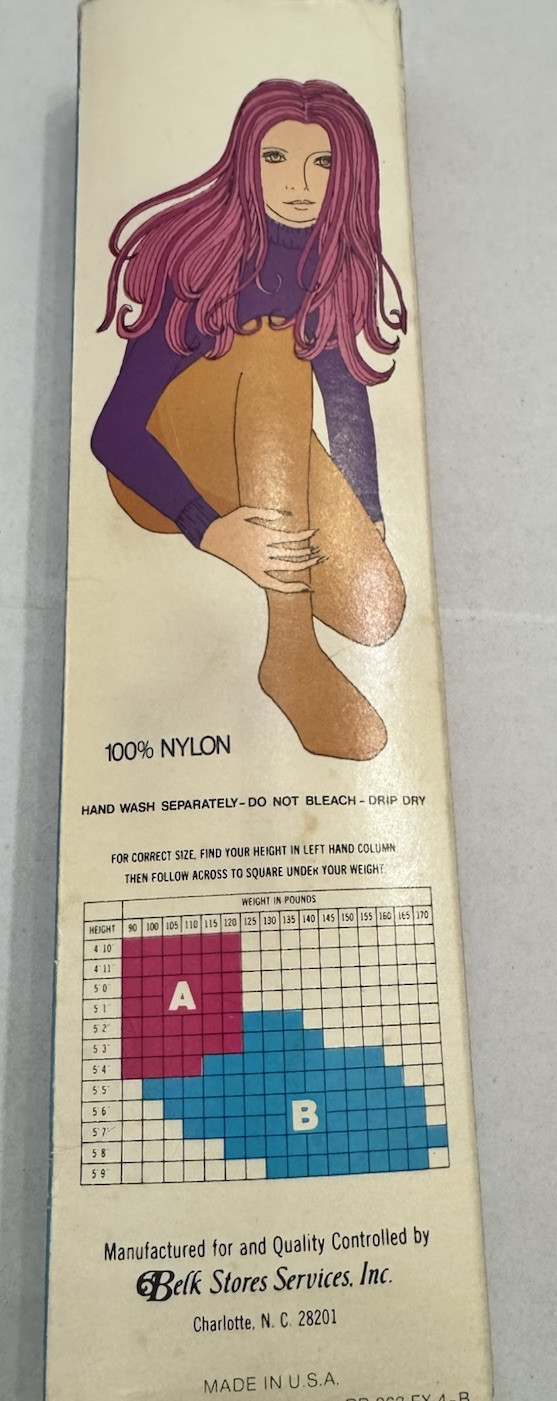 100% NYLON
HAND WASH SEPARATELY-DO NOT BLEACH-DRIP DRY
FOR CORRECT SIZE, FIND YOUR HEIGHT IN LEFT HAND COLUMN
THEN FOLLOW ACROSS TO SQUARE UNDER YOUR WEIGHT
WEIGHT IN POUNDS
HEIGHT 90 100 105 110 115 120 125 130 135 140 145 150 155 160 165 170
4'10"
4'11"
5'0"
A
5'1"
5'2"
5'3"
5'4"
5'5"
5'6"
B
5'7"
5'8"
5'9"
Manufactured for and Quality Controlled by
Belk Stores Services, Inc.
Charlotte, N. C. 28201
MADE IN U.S.A.